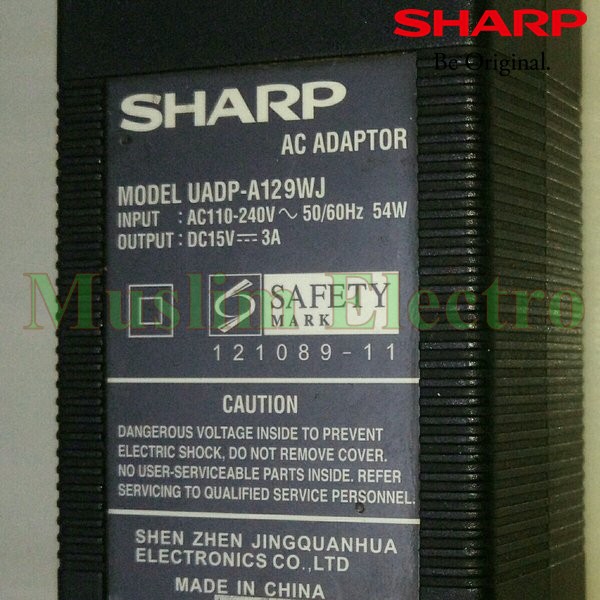 SHARP
Be Original.
SHARP
AC ADAPTOR
MODEL UADP-A129WJ
INPUT : AC110-240V ~ 50/60Hz 54W
OUTPUT : DC15V ⎓ 3A
SAFETY
MARK
Muslim Electro
121089-11
CAUTION
DANGEROUS VOLTAGE INSIDE TO PREVENT
ELECTRIC SHOCK, DO NOT REMOVE COVER.
NO USER-SERVICEABLE PARTS INSIDE. REFER
SERVICING TO QUALIFIED SERVICE PERSONNEL.
SHEN ZHEN JINGQUANHUA
ELECTRONICS CO.,LTD
MADE IN CHINA